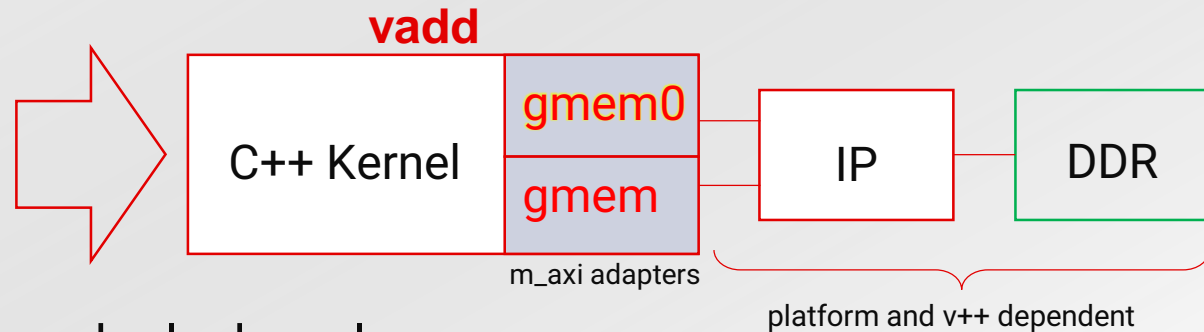 vadd
C++ Kernel
gmem0
gmem
IP
DDR
m_axi adapters
platform and v++ dependent